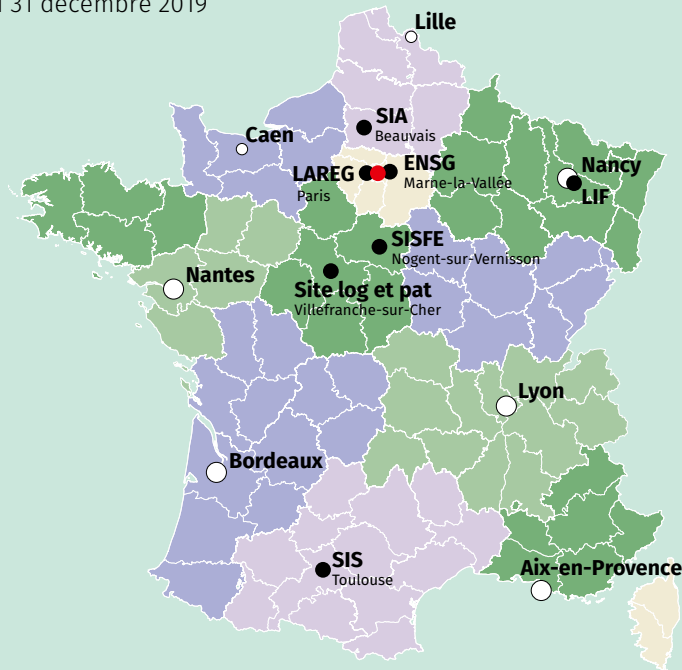 31 décembre 2019
Lille
SIA
Beauvais
Caen
LAREG
Paris
ENSG
Marne-la-Vallée
Nancy
LIF
SISFE
Nogent-sur-Vernisson
Nantes
Site log et pat
Villefranche-sur-Cher
Lyon
Bordeaux
SIS
Toulouse
Aix-en-Provence